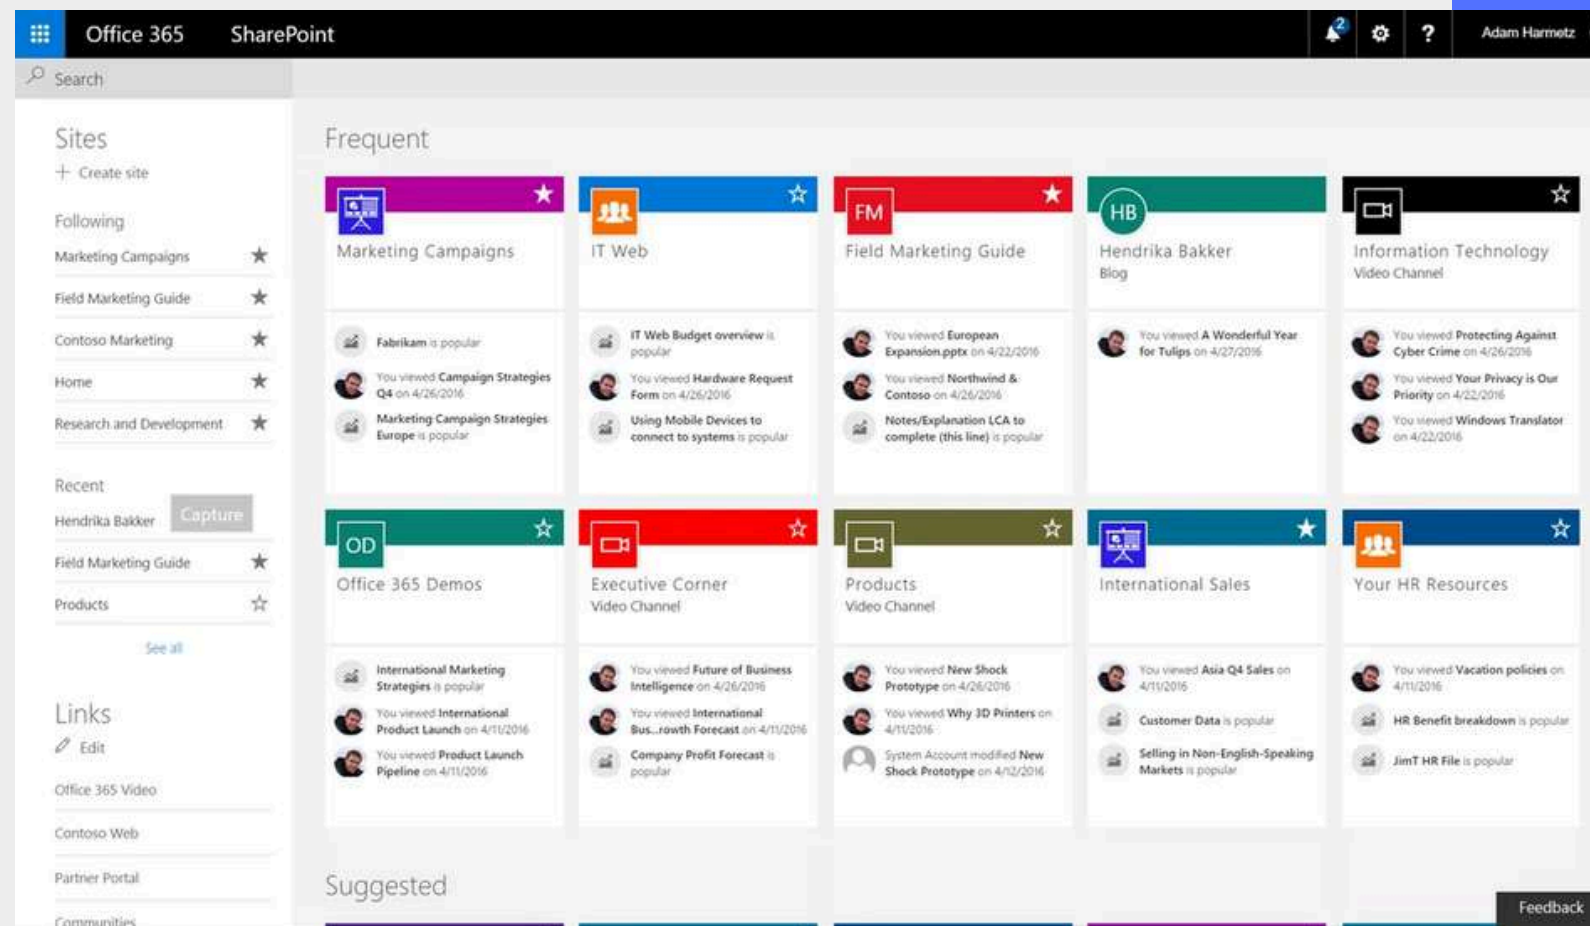 Office 365
SharePoint
2
?
Adam Harmetz
Search
Sites
+ Create site
Following
Marketing Campaigns
Field Marketing Guide
Contoso Marketing
Home
Research and Development
Recent
Hendrika Bakker
Capture
Field Marketing Guide
Products
See all
Links
Edit
Office 365 Video
Contoso Web
Partner Portal
Communities
Frequent
Marketing Campaigns
Fabrikam is popular
You viewed Campaign Strategies
Q4 on 4/26/2016
Marketing Campaign Strategies
Europe is popular
IT Web
IT Web Budget overview is
popular
You viewed Hardware Request
Form on 4/26/2016
Using Mobile Devices to
connect to systems is popular
FM
Field Marketing Guide
You viewed European
Expansion.pptx on 4/22/2016
You viewed Northwind &
Contoso on 4/26/2016
Notes/Explanation LCA to
complete (this line) is popular
HB
Hendrika Bakker
Blog
You viewed A Wonderful Year
for Tulips on 4/27/2016
Information Technology
Video Channel
You viewed Protecting Against
Cyber Crime on 4/26/2016
You viewed Your Privacy is Our
Priority on 4/22/2016
You viewed Windows Translator
on 4/22/2016
OD
Office 365 Demos
International Marketing
Strategies is popular
You viewed International
Product Launch on 4/11/2016
You viewed Product Launch
Pipeline on 4/11/2016
Executive Corner
Video Channel
You viewed Future of Business
Intelligence on 4/26/2016
You viewed International
Bus...rowth Forecast on 4/11/2016
Company Profit Forecast is
popular
Products
Video Channel
You viewed New Shock
Prototype on 4/26/2016
You viewed Why 3D Printers on
4/11/2016
System Account modified New
Shock Prototype on 4/12/2016
International Sales
You viewed Asia Q4 Sales on
4/11/2016
Customer Data is popular
Selling in Non-English-Speaking
Markets is popular
Your HR Resources
You viewed Vacation policies on
4/11/2016
HR Benefit breakdown is popular
JimT HR File is popular
Suggested
Feedback